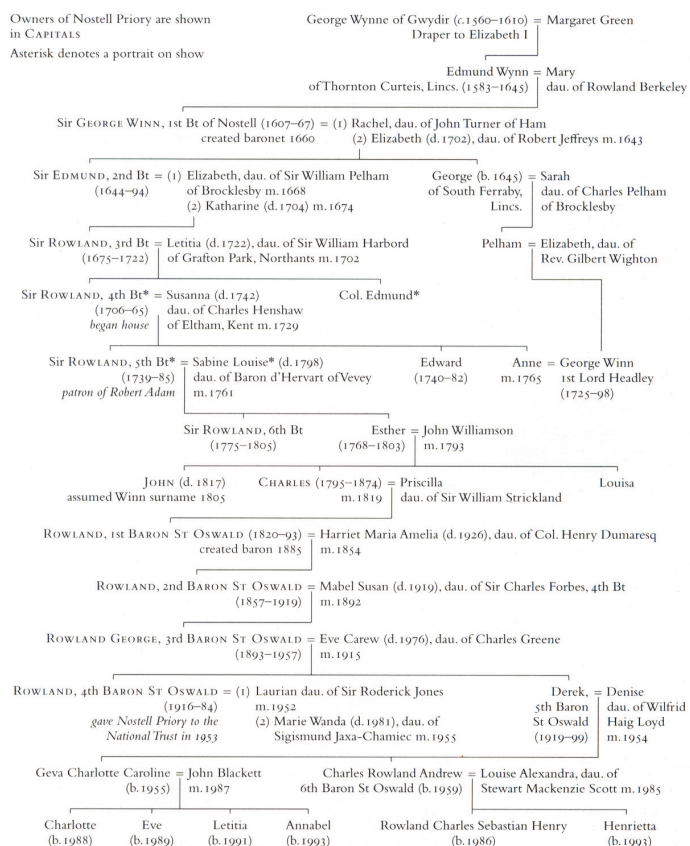 Owners of Nostell Priory are shown
in CAPITALS
Asterisk denotes a portrait on show
George Wynne of Gwydir (c.1560–1610) = Margaret Green
Draper to Elizabeth I
Edmund Wynn = Mary
of Thornton Curteis, Lincs. (1583–1645) dau. of Rowland Berkeley
Sir GEORGE WINN, 1st Bt of Nostell (1607–67) = (1) Rachel, dau. of John Turner of Ham
created baronet 1660 (2) Elizabeth (d.1702), dau. of Robert Jeffreys m.1643
Sir EDMUND, 2nd Bt = (1) Elizabeth, dau. of Sir William Pelham George (b.1645) = Sarah
(1644–94) of Brocklesby m.1668 of South Ferraby, dau. of Charles Pelham
(2) Katharine (d.1704) m.1674 Lincs. of Brocklesby
Sir ROWLAND, 3rd Bt = Letitia (d.1722), dau. of Sir William Harbord Pelham = Elizabeth, dau. of
(1675–1722) of Grafton Park, Northants m.1702 Rev. Gilbert Wighton
Sir ROWLAND, 4th Bt* = Susanna (d.1742) Col. Edmund*
(1706–65) dau. of Charles Henshaw
began house of Eltham, Kent m.1729
Sir ROWLAND, 5th Bt* = Sabine Louise* (d.1798) Edward Anne = George Winn
(1739–85) dau. of Baron d'Hervart of Vevey (1740–82) m.1765 1st Lord Headley
patron of Robert Adam m.1761 (1725–98)
Sir ROWLAND, 6th Bt Esther = John Williamson
(1775–1805) (1768–1803) m.1793
JOHN (d.1817) CHARLES (1795–1874) = Priscilla Louisa
assumed Winn surname 1805 m.1819 dau. of Sir William Strickland
ROWLAND, 1ST BARON ST OSWALD (1820–93) = Harriet Maria Amelia (d.1926), dau. of Col. Henry Dumaresq
created baron 1885 m.1854
ROWLAND, 2ND BARON ST OSWALD = Mabel Susan (d.1919), dau. of Sir Charles Forbes, 4th Bt
(1857–1919) m.1892
ROWLAND GEORGE, 3RD BARON ST OSWALD = Eve Carew (d.1976), dau. of Charles Greene
(1893–1957) m.1915
ROWLAND, 4TH BARON ST OSWALD = (1) Laurian dau. of Sir Roderick Jones Derek, = Denise
(1916–84) m.1952 5th Baron dau. of Wilfrid
gave Nostell Priory to the (2) Marie Wanda (d.1981), dau. of St Oswald Haig Loyd
National Trust in 1953 Sigismund Jaxa-Chamiec m.1955 (1919–99) m.1954
Geva Charlotte Caroline = John Blackett Charles Rowland Andrew = Louise Alexandra, dau. of
(b.1955) m.1987 6th Baron St Oswald (b.1959) Stewart Mackenzie Scott m.1985
Charlotte Eve Letitia Annabel Rowland Charles Sebastian Henry Henrietta
(b.1988) (b.1989) (b.1991) (b.1993) (b.1986) (b.1993)